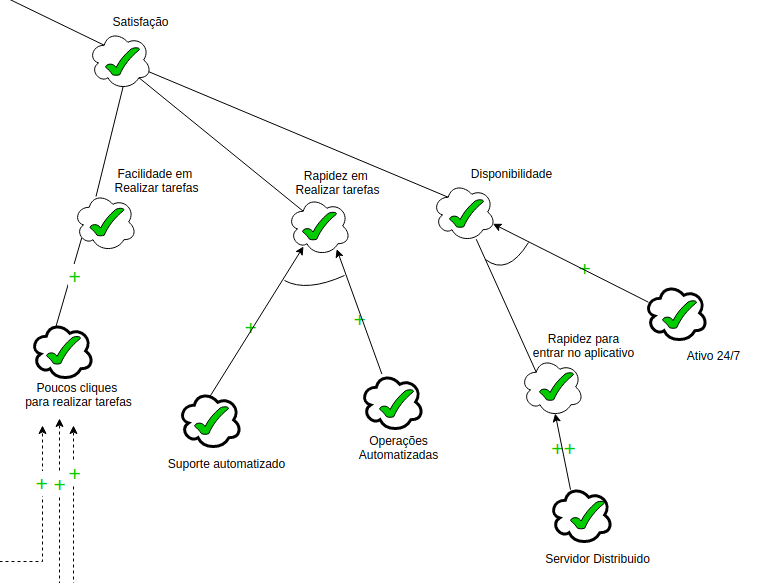 Satisfação
Facilidade em
Realizar tarefas
Rapidez em
Realizar tarefas
Disponibilidade
+
+
+
+
Rapidez para
entrar no aplicativo
Ativo 24/7
Poucos cliques
para realizar tarefas
Suporte automatizado
Operações
Automatizadas
++
+ + +
Servidor Distribuido